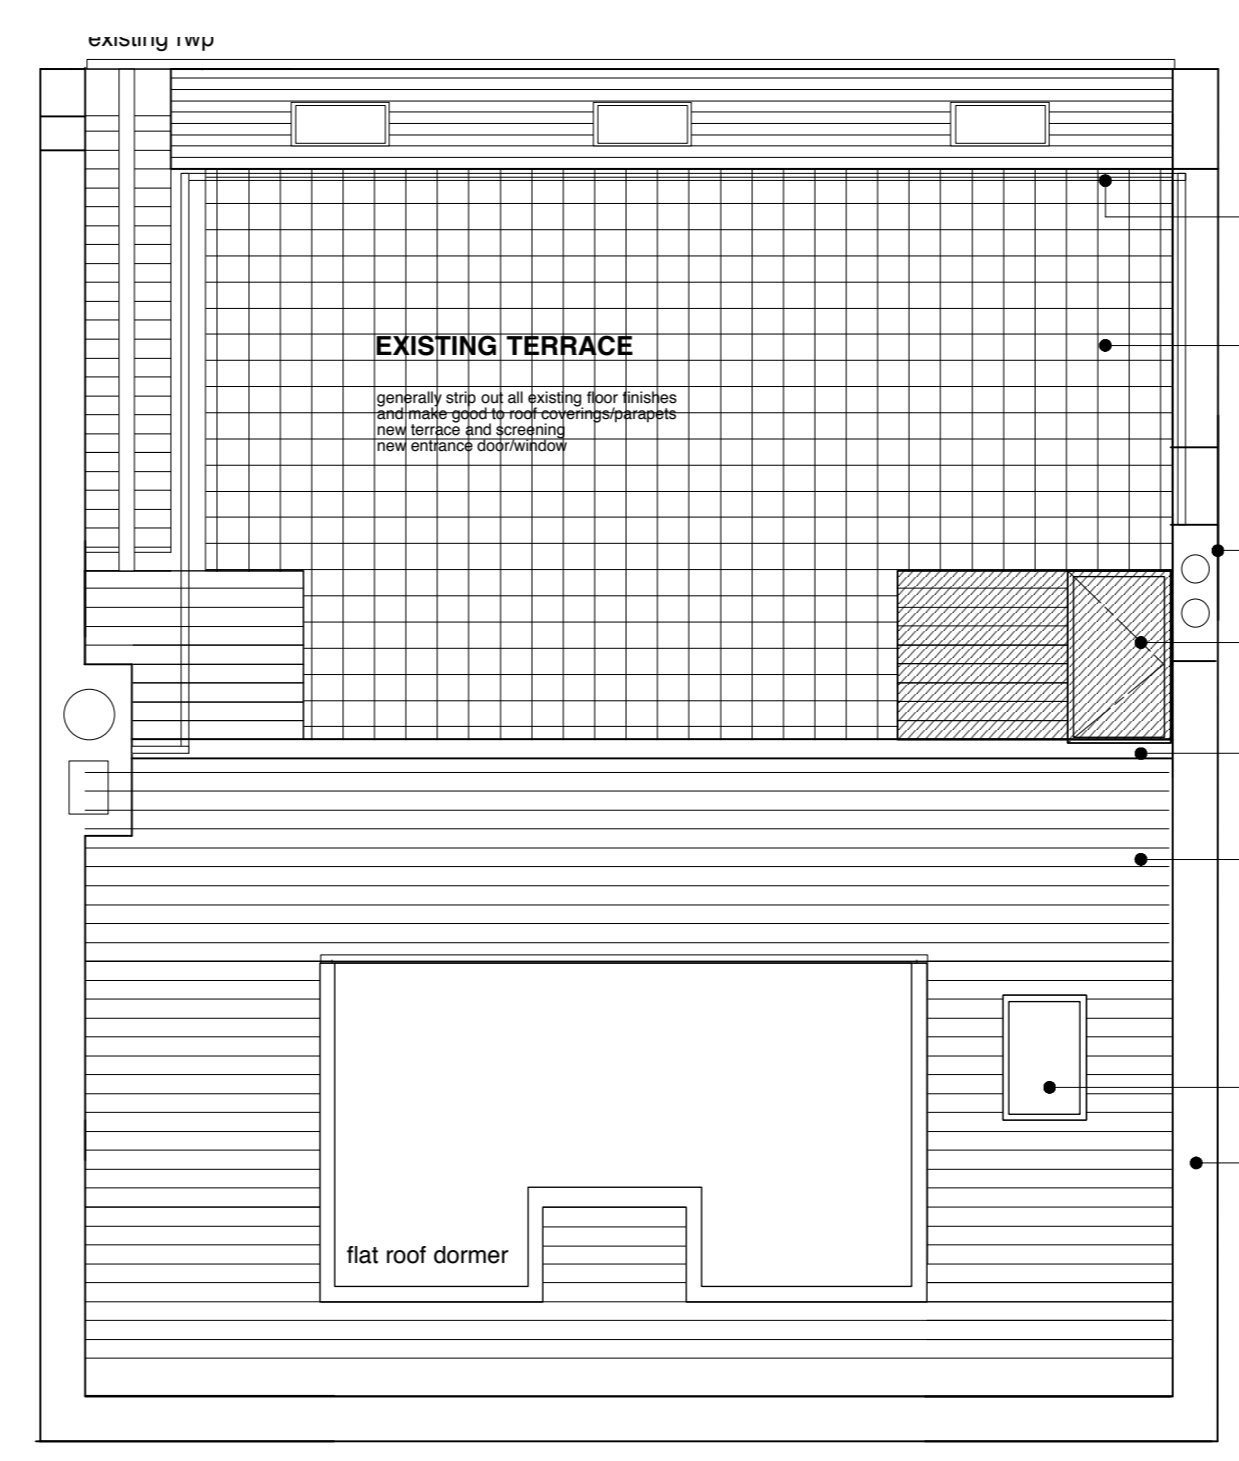 existing rwp
EXISTING TERRACE
generally strip out all existing floor finishes
and make good to roof coverings/parapets
new terrace and screening
new entrance door/window
flat roof dormer